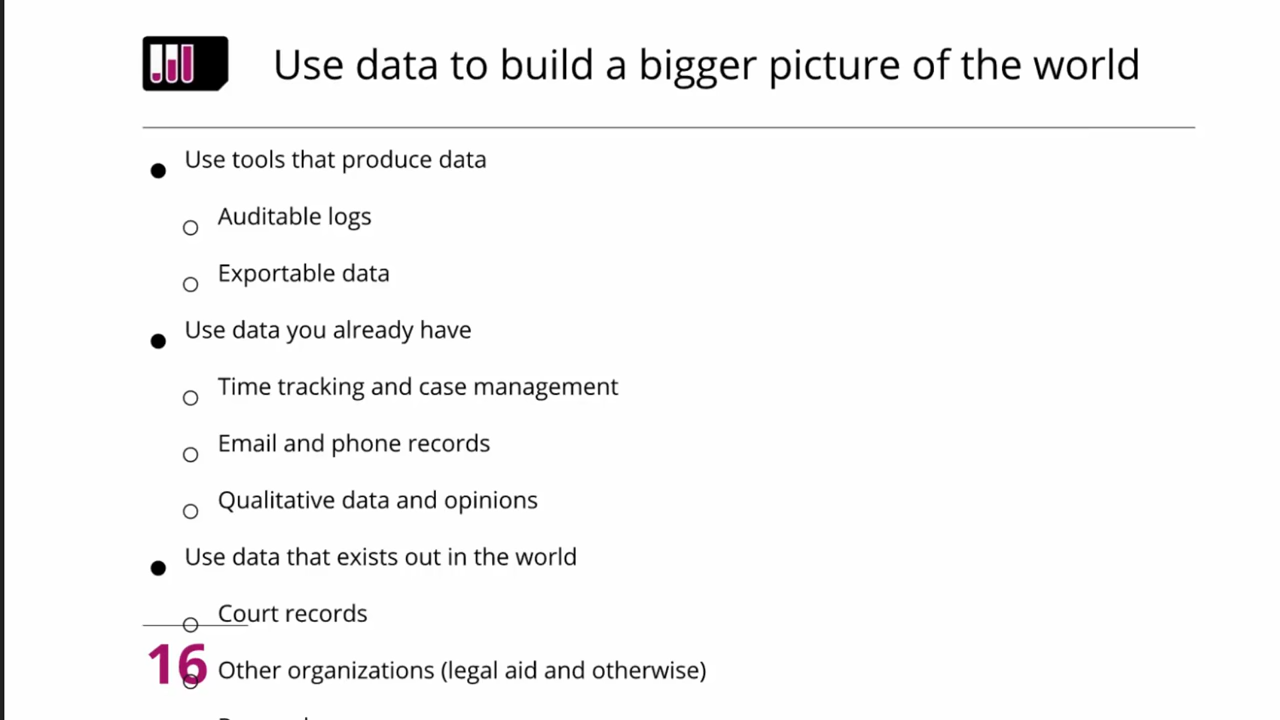 Use data to build a bigger picture of the world
Use tools that produce data
Auditable logs
Exportable data
Use data you already have
Time tracking and case management
Email and phone records
Qualitative data and opinions
Use data that exists out in the world
Court records
16
Other organizations (legal aid and otherwise)